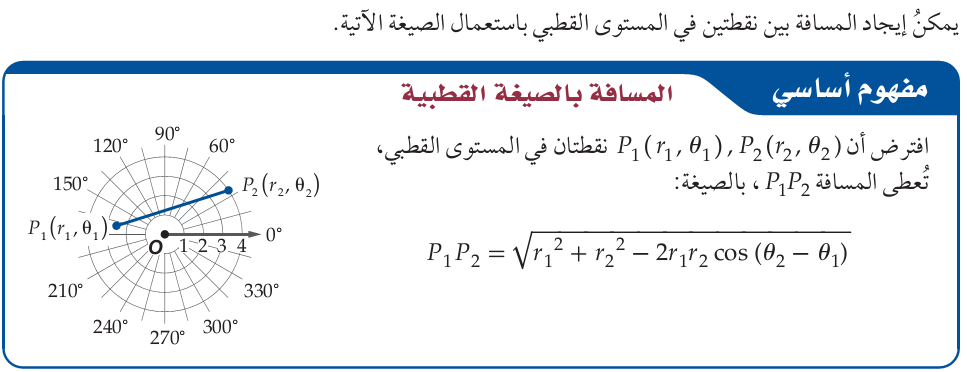 يمكنُ إيجاد المسافة بين نقطتين في المستوى القطبي باستعمال الصيغة الآتية.
مفهوم أساسي
المسافة بالصيغة القطبية
افترض أن P₁(r₁, θ₁), P₂(r₂, θ₂) نقطتان في المستوى القطبي،
تُعطى المسافة P₁P₂، بالصيغة:
P₁P₂ = √(r₁² + r₂² − 2r₁r₂ cos (θ₂ − θ₁))
90°
120° 60°
150° P₂(r₂, θ₂)
P₁(r₁, θ₁)
O 1 2 3 4 0°
210° 330°
240° 300°
270°